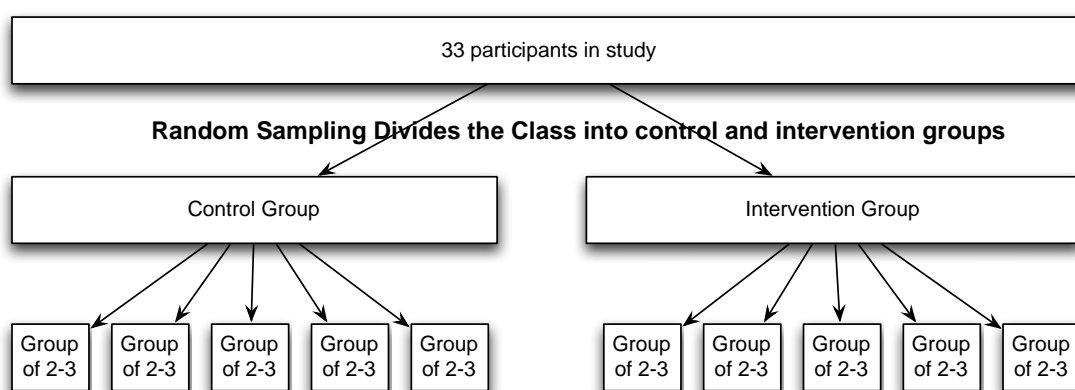 33 participants in study
Random Sampling Divides the Class into control and intervention groups
Control Group
Intervention Group
Group
of 2-3
Group
of 2-3
Group
of 2-3
Group
of 2-3
Group
of 2-3
Group
of 2-3
Group
of 2-3
Group
of 2-3
Group
of 2-3
Group
of 2-3